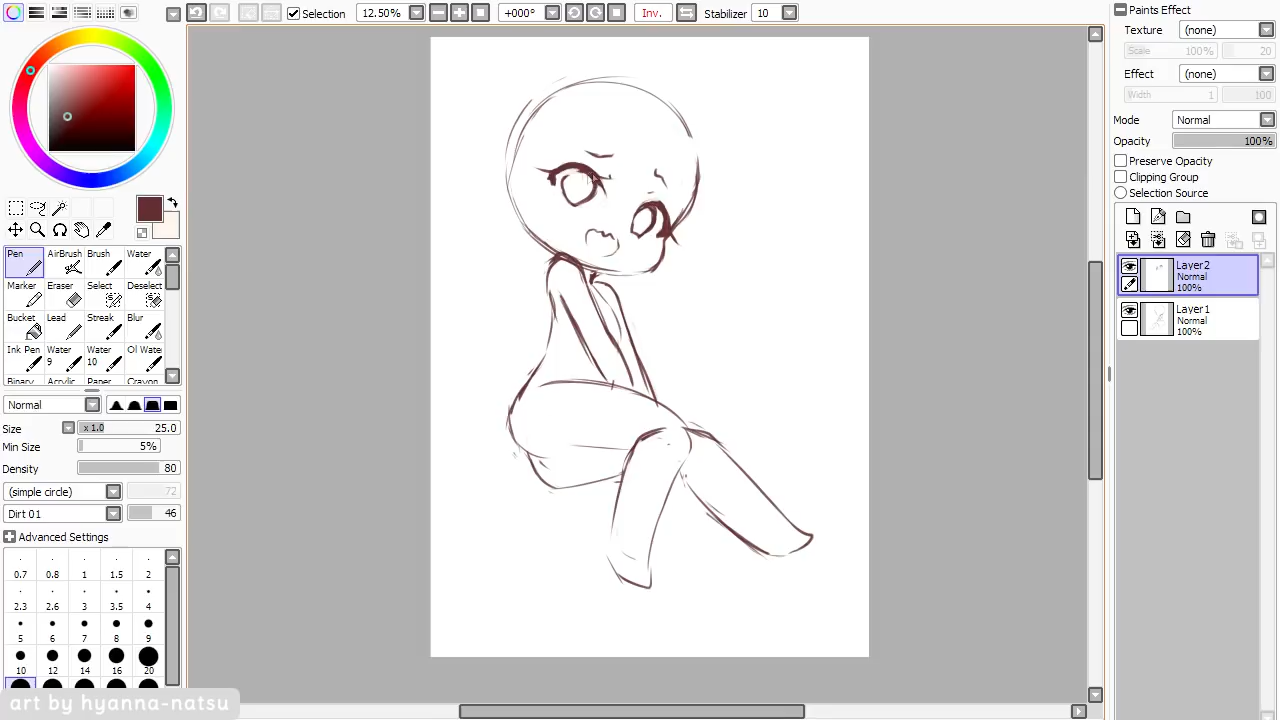 Selection 12.50% +000° Inv. Stabilizer 10
Paints Effect
Texture (none)
Scale 100% 20
Effect (none)
Width 1 100
Mode Normal
Opacity 100%
Preserve Opacity
Clipping Group
Selection Source
Layer2
Normal
100%
Layer1
Normal
100%
Pen AirBrush Brush Water
Marker Eraser Select Deselect
Bucket Lead Streak Blur
Ink Pen Water 9 Water 10 Oil Water
Binary Acrylic Paper Crayon
Normal
Size x 1.0 25.0
Min Size 5%
Density 80
(simple circle) 72
Dirt 01 46
Advanced Settings
0.7 0.8 1 1.5 2
2.3 2.6 3 3.5 4
5 6 7 8 9
10 12 14 16 20
art by hyanna-natsu